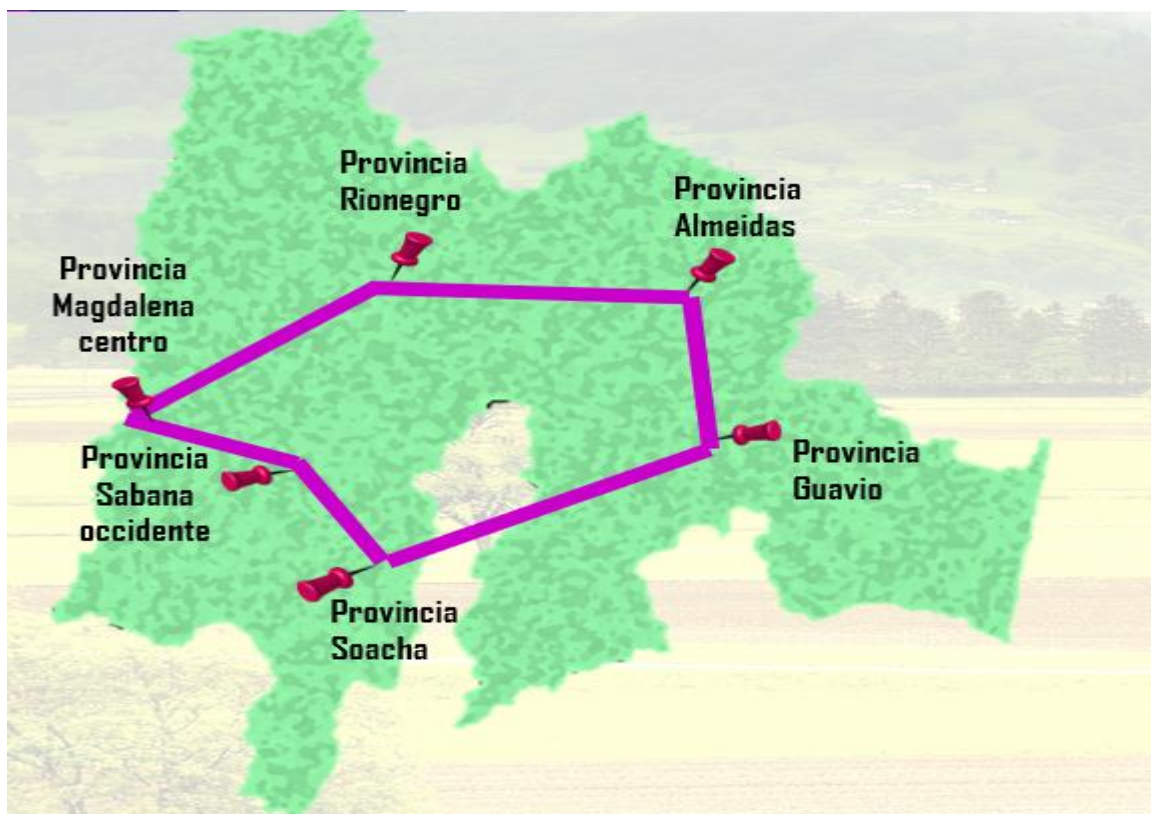 Provincia
Rionegro
Provincia
Almeidas
Provincia
Magdalena
centro
Provincia
Sabana
occidente
Provincia
Guavio
Provincia
Soacha